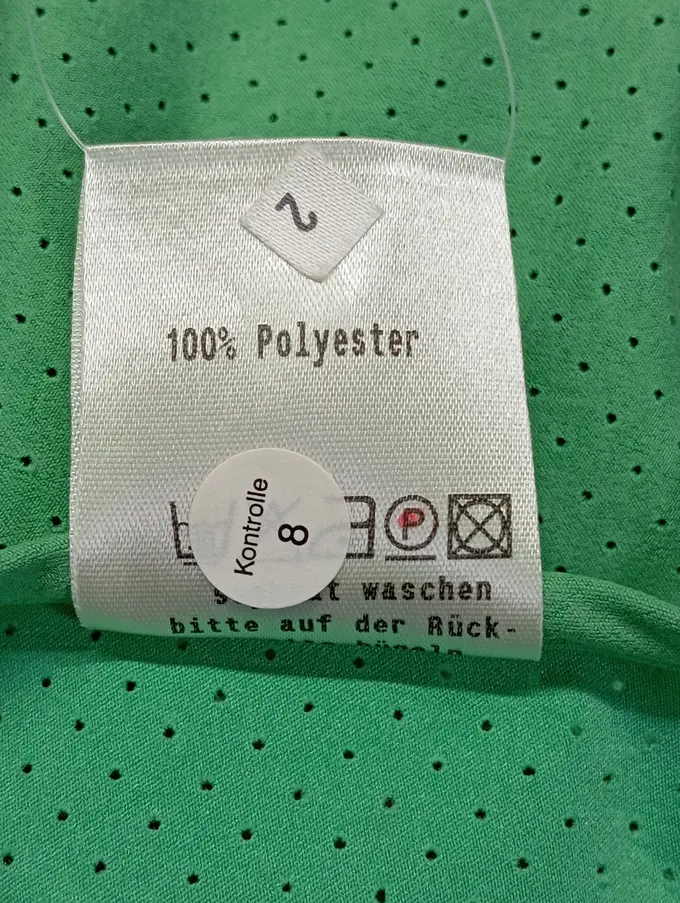 2
100% Polyester
Kontrolle
8
P
waschen
bitte auf der Rück-